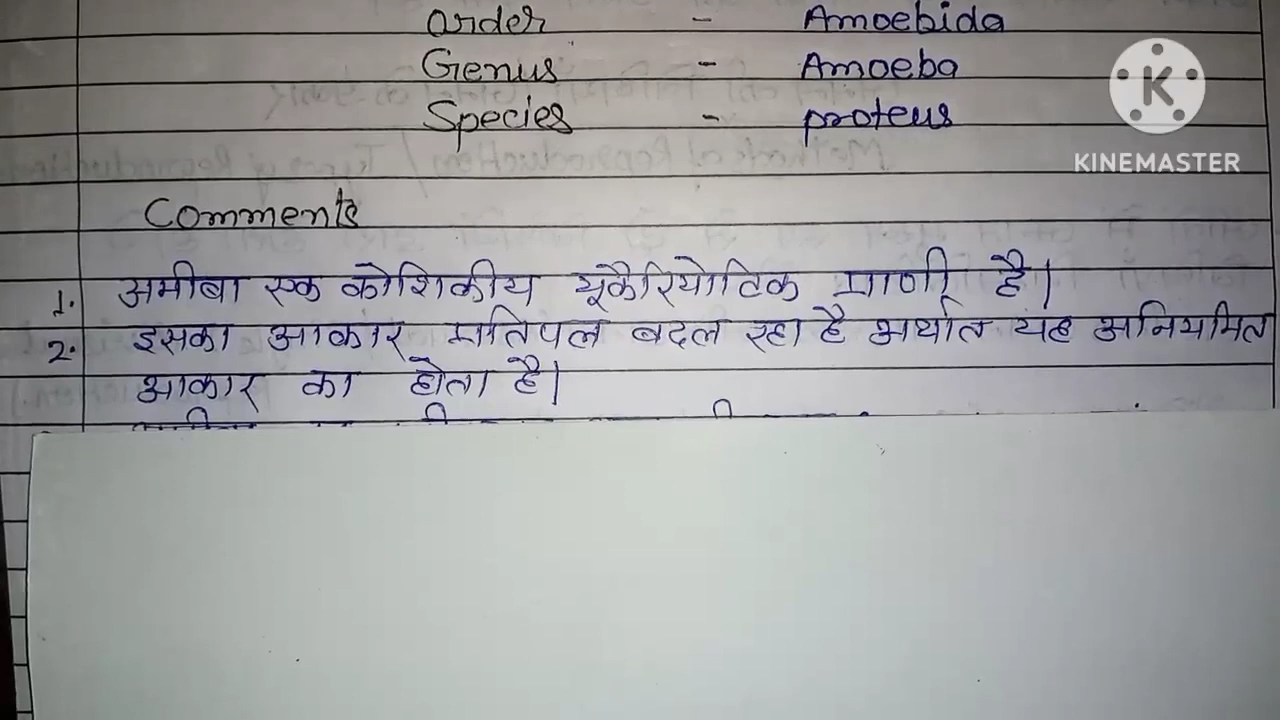 Order - Amoebida
Genus - Amoeba
Species - proteus
K
KINEMASTER
Comments
1. अमीबा एक कोशिकीय यूकैरियोटिक प्राणी है।
2. इसका आकार प्रतिपल बदल रहा है अर्थात यह अनियमित
आकार का होता है।